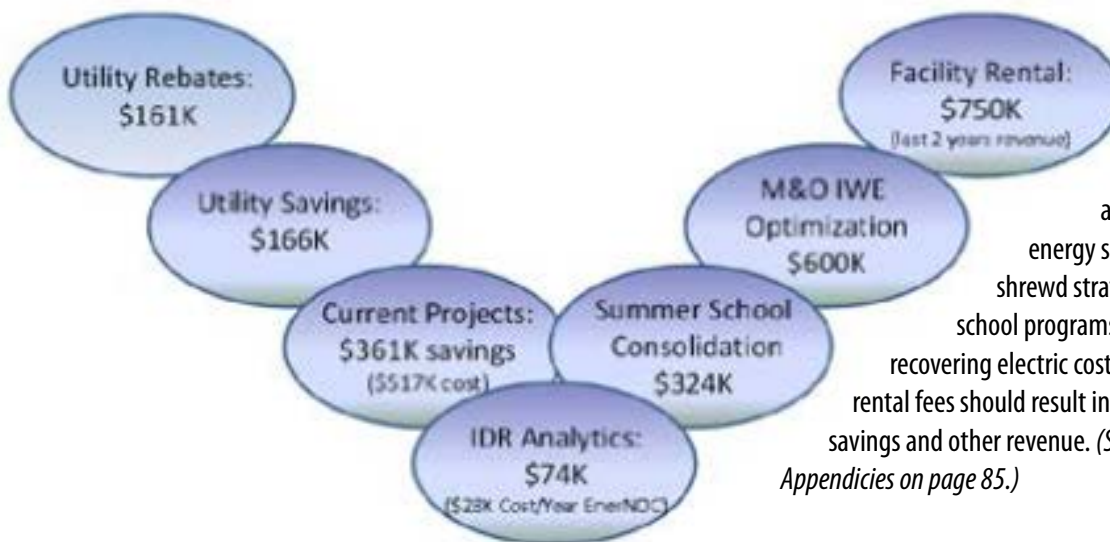 Utility Rebates:
$161K
Utility Savings:
$166K
Current Projects:
$361K savings
($517K cost)
IDR Analytics:
$74K
($28K Cost/Year EnerNOC)
Summer School
Consolidation
$324K
M&O IWE
Optimization
$600K
Facility Rental:
$750K
(last 2 years revenue)
a
energy s
shrewd stra
school programs
recovering electric cost
rental fees should result in
savings and other revenue. (S
Appendicies on page 85.)